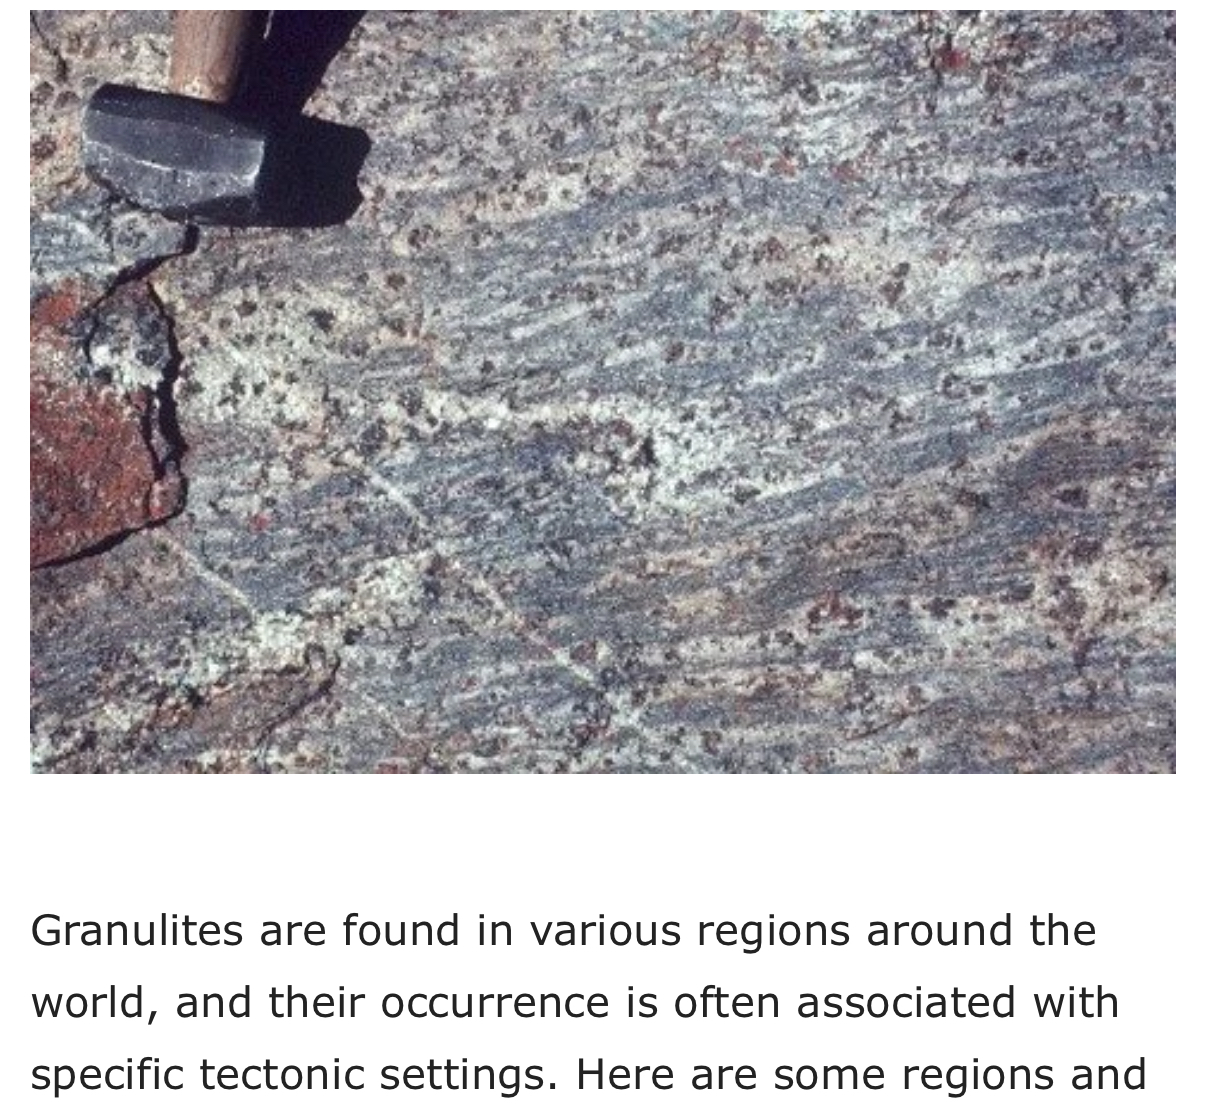 Granulites are found in various regions around the
world, and their occurrence is often associated with
specific tectonic settings. Here are some regions and